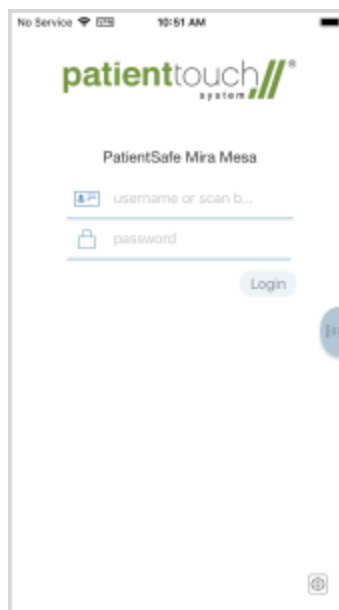 No Service 10:51 AM
patienttouch®
system
PatientSafe Mira Mesa
username or scan b...
password
Login